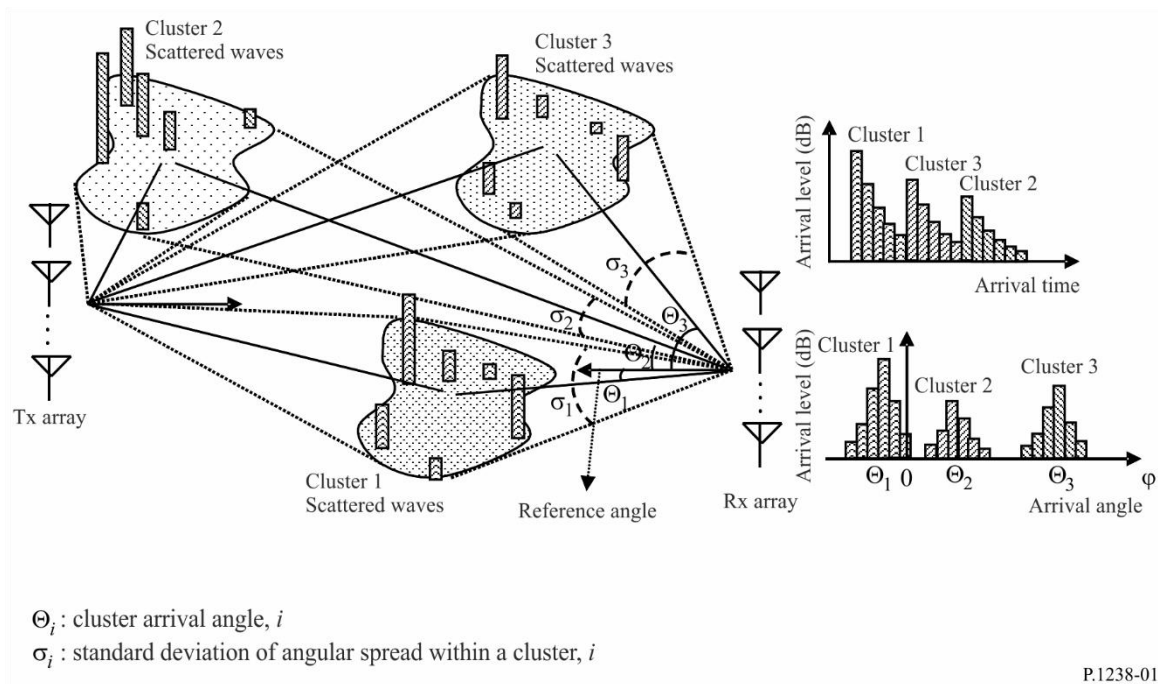 Cluster 2
Scattered waves
Cluster 3
Scattered waves
Tx array
Cluster 1
Scattered waves
σ3
σ2
σ1
Θ3
Θ2
Θ1
Reference angle
Rx array
Arrival level (dB)
Cluster 1
Cluster 3
Cluster 2
Arrival time
Arrival level (dB)
Cluster 1
Cluster 2
Cluster 3
Θ1 0 Θ2 Θ3 φ
Arrival angle
Θi : cluster arrival angle, i
σi : standard deviation of angular spread within a cluster, i
P.1238-01